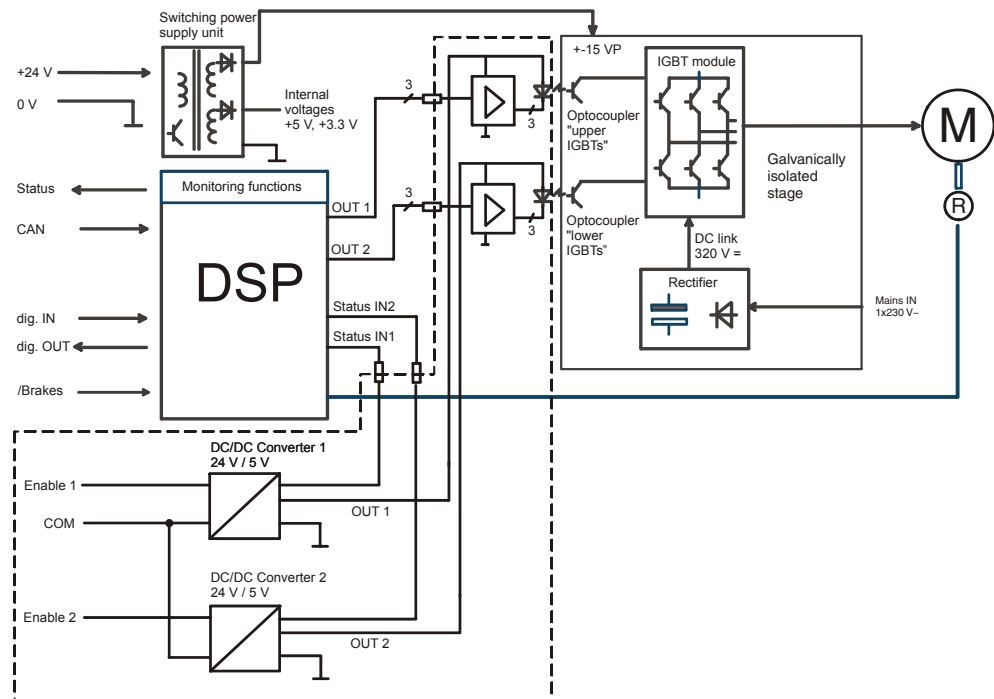 Switching power
supply unit
+24 V
0 V
Internal
voltages
+5 V, +3.3 V
+-15 VP
IGBT module
3
3
Optocoupler
"upper
IGBTs"
M
Galvanically
isolated
stage
R
Status
CAN
Monitoring functions
DSP
OUT 1
OUT 2
3
3
Optocoupler
"lower
IGBTs"
DC link
320 V =
Rectifier
Mains IN
1x230 V~
dig. IN
dig. OUT
/Brakes
Status IN2
Status IN1
DC/DC Converter 1
24 V / 5 V
Enable 1
COM
OUT 1
DC/DC Converter 2
24 V / 5 V
Enable 2
OUT 2